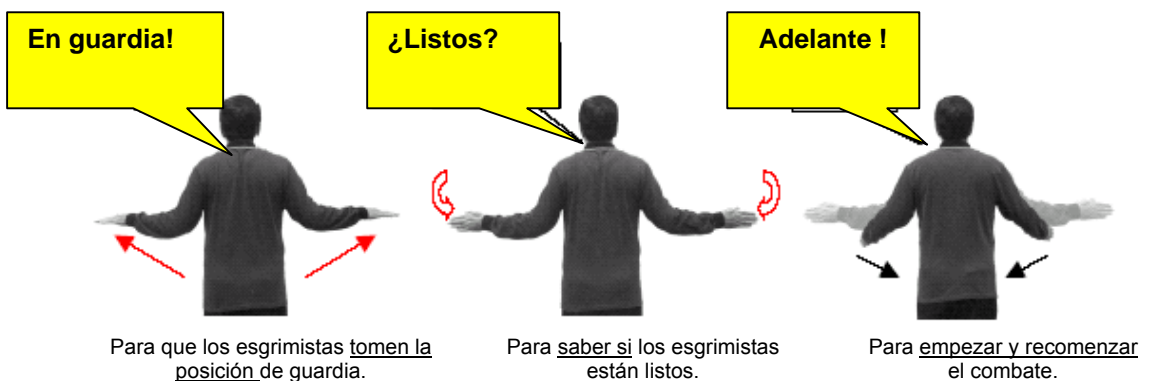 En guardia!
¿Listos?
Adelante !
Para que los esgrimistas tomen la
posición de guardia.
Para saber si los esgrimistas
están listos.
Para empezar y recomenzar
el combate.